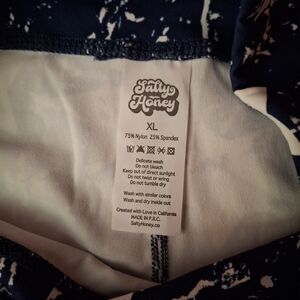 Salty
Honey
XL
75% Nylon 25% Spandex
Delicate wash
Do not bleach
Keep out of direct sunlight
Do not twist or wring
Do not tumble dry
Wash with similar colors
Wash and dry inside out
Created with Love in California
MADE IN P.R.C.
SaltyHoney.co